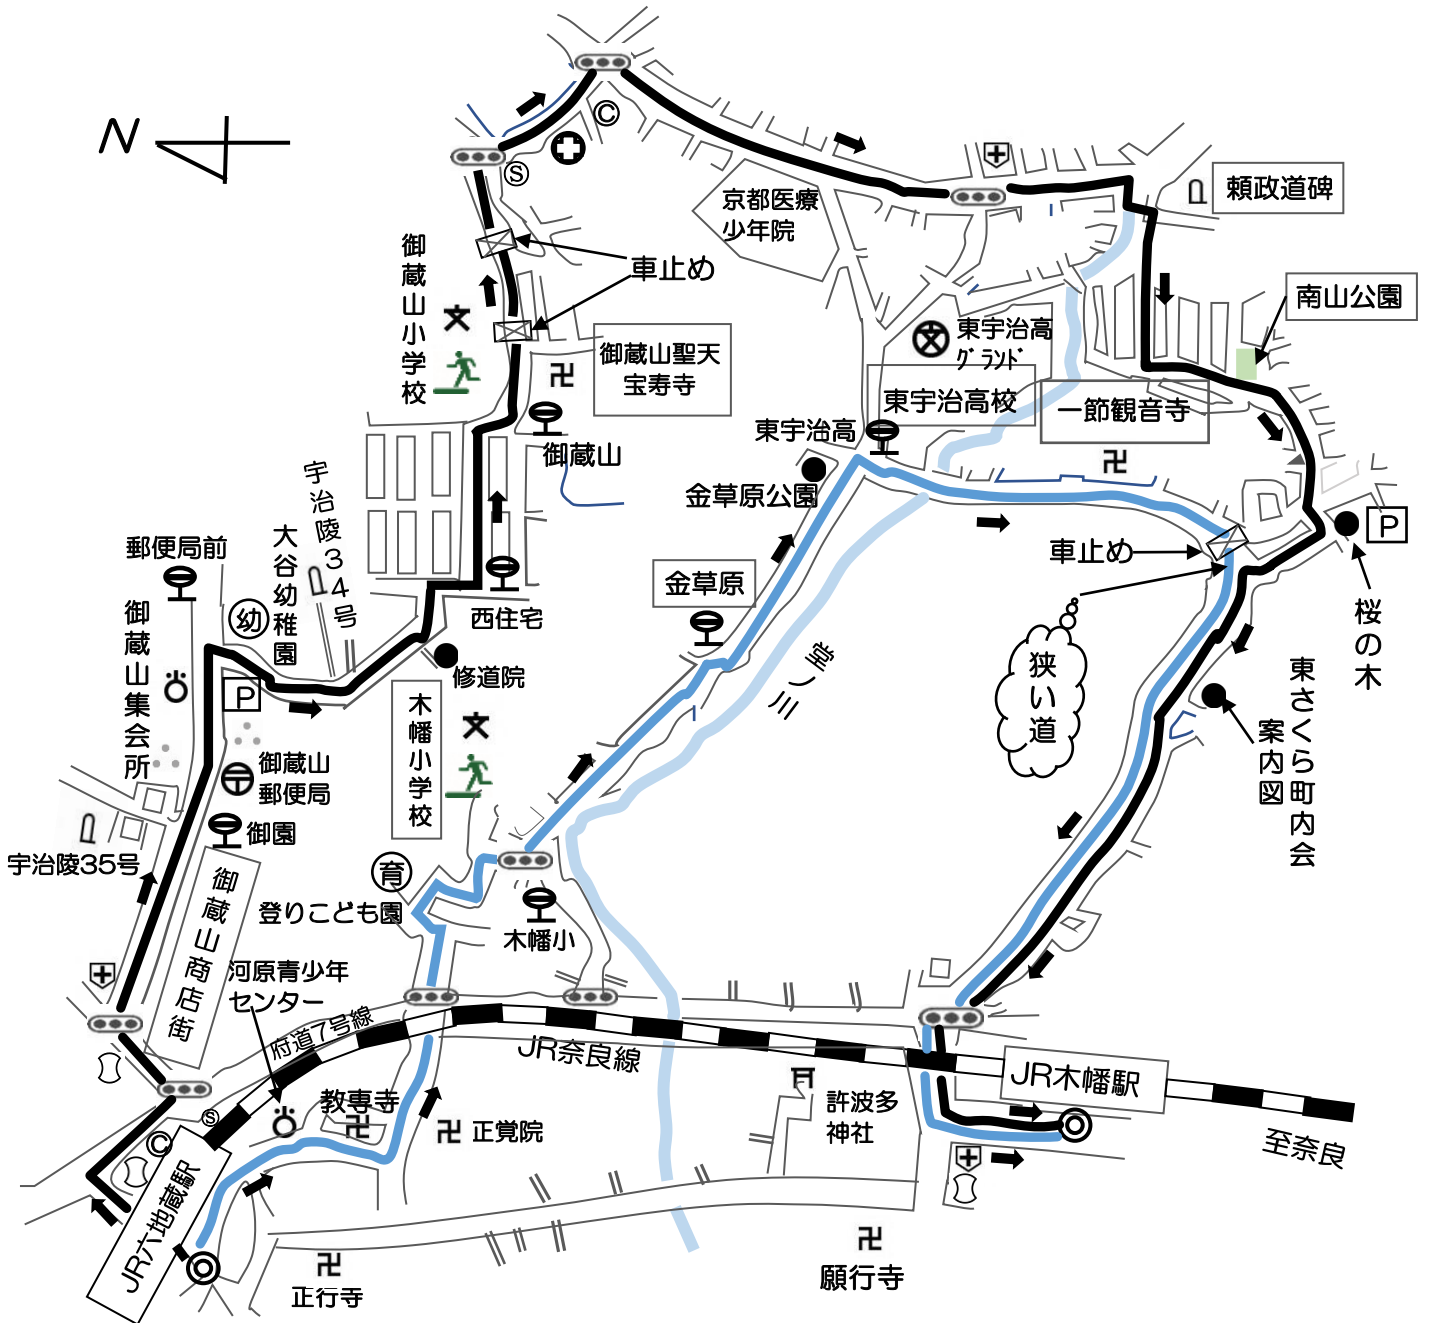 N
C
S
京都医療
少年院
頼政道碑
南山公園
御蔵山小学校
車止め
御蔵山聖天
宝寿寺
東宇治高
グランド
東宇治高校
一節観音寺
東宇治高
御蔵山
金草原公園
宇治陵34号
大谷幼稚園
郵便局前
幼
御蔵山集会所
車止め
P
桜の木
金草原
西住宅
修道院
P
堂ノ川
狭い道
東さくら町内会
案内図
木幡小学校
御蔵山
郵便局
御園
宇治陵35号
育
登りこども園
御蔵山商店街
木幡小
河原青少年
センター
府道7号線
JR奈良線
JR木幡駅
至奈良
S
C
教専寺
正覚院
許波多
神社
JR六地蔵駅
正行寺
願行寺